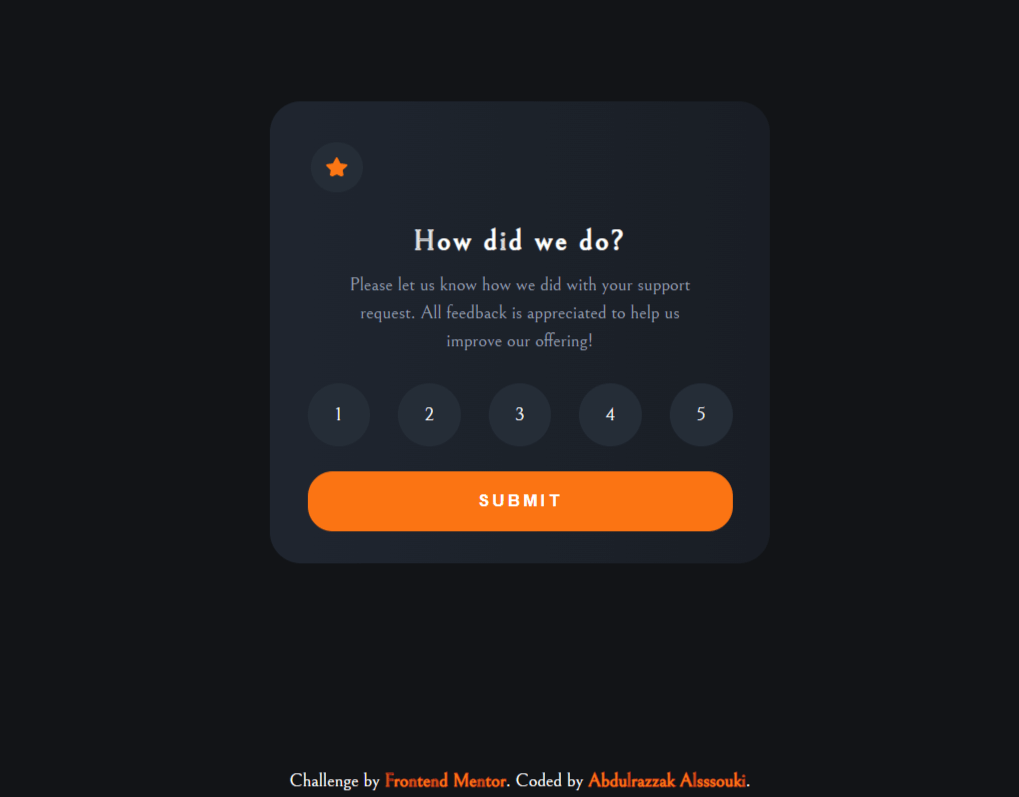 How did we do?
Please let us know how we did with your support
request. All feedback is appreciated to help us
improve our offering!
1 2 3 4 5
SUBMIT
Challenge by Frontend Mentor. Coded by Abdulrazzak Alsssouki.